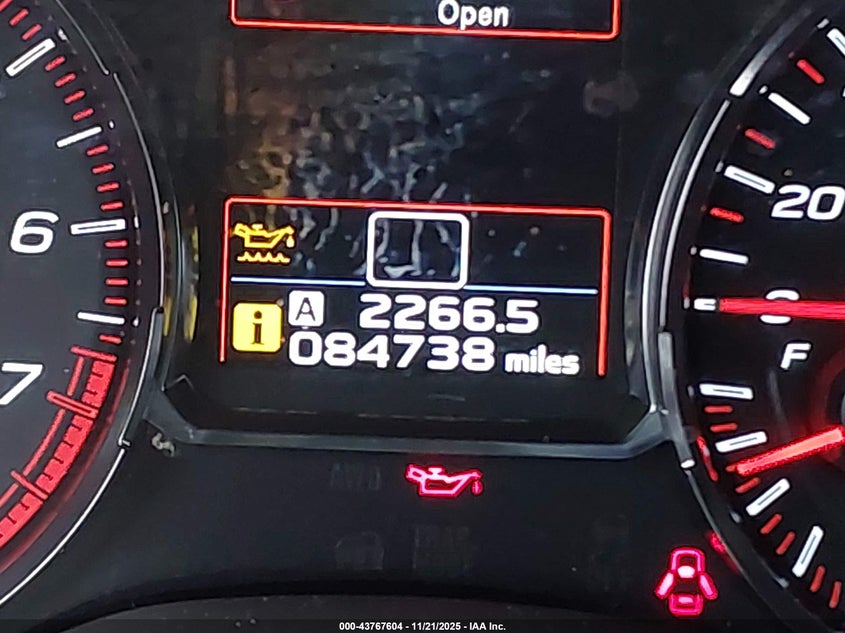 Open
6
7
20
A 2266.5
i 084738 miles
F
000-43767604 - 11/21/2025 - IAA Inc.